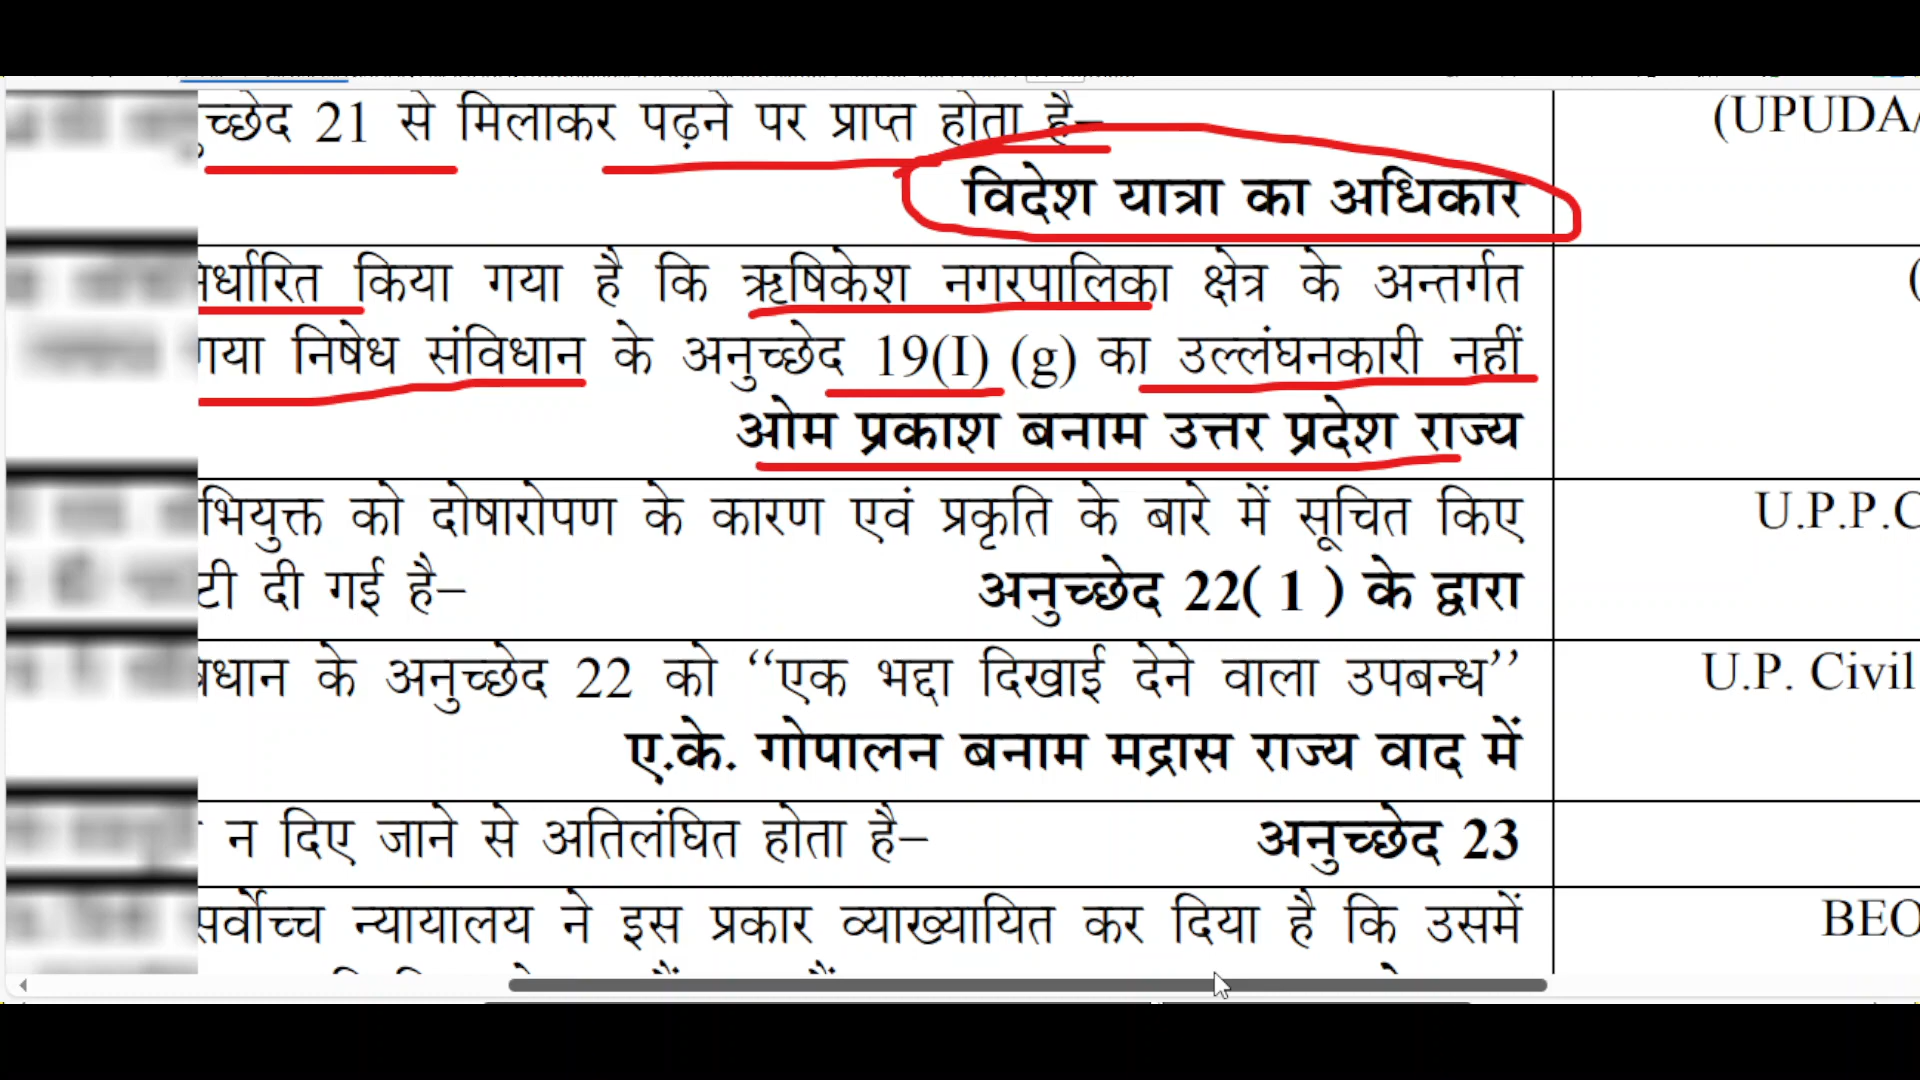 च्छेद 21 से मिलाकर पढ़ने पर प्राप्त होता है–
(UPUDA/
विदेश यात्रा का अधिकार
र्धारित किया गया है कि ऋषिकेश नगरपालिका क्षेत्र के अन्तर्गत
(
गया निषेध संविधान के अनुच्छेद 19(I) (g) का उल्लंघनकारी नहीं
ओम प्रकाश बनाम उत्तर प्रदेश राज्य
भियुक्त को दोषारोपण के कारण एवं प्रकृति के बारे में सूचित किए
U.P.P.C
टी दी गई है–
अनुच्छेद 22( 1 ) के द्वारा
विधान के अनुच्छेद 22 को ‘‘एक भद्दा दिखाई देने वाला उपबन्ध’’
U.P. Civil
ए.के. गोपालन बनाम मद्रास राज्य वाद में
न दिए जाने से अतिलंघित होता है–
अनुच्छेद 23
सर्वोच्च न्यायालय ने इस प्रकार व्याख्यायित कर दिया है कि उसमें
BEO